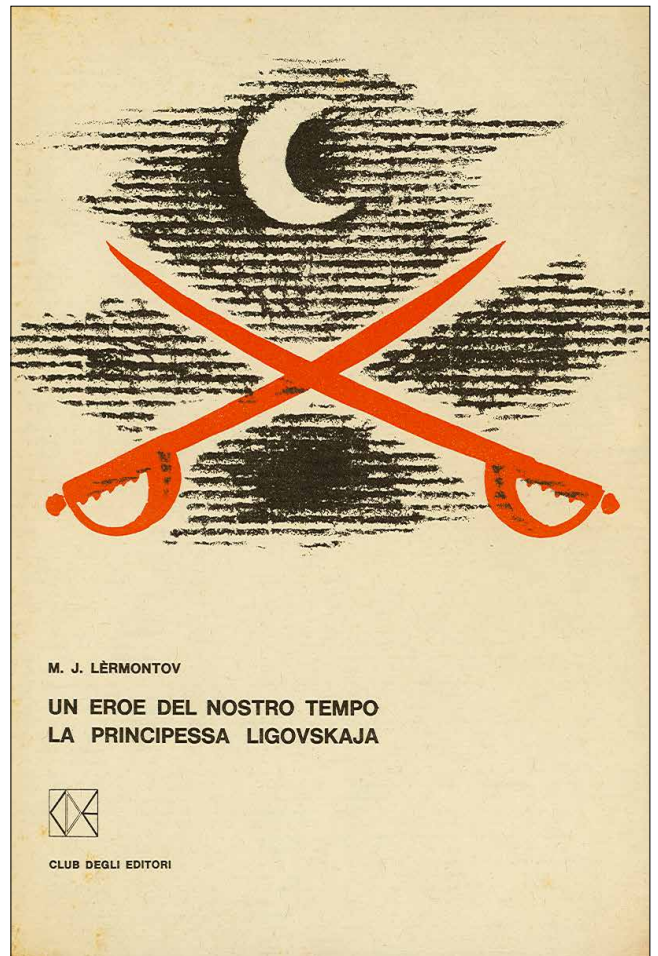 M. J. LÈRMONTOV
UN EROE DEL NOSTRO TEMPO
LA PRINCIPESSA LIGOVSKAJA
CLUB DEGLI EDITORI